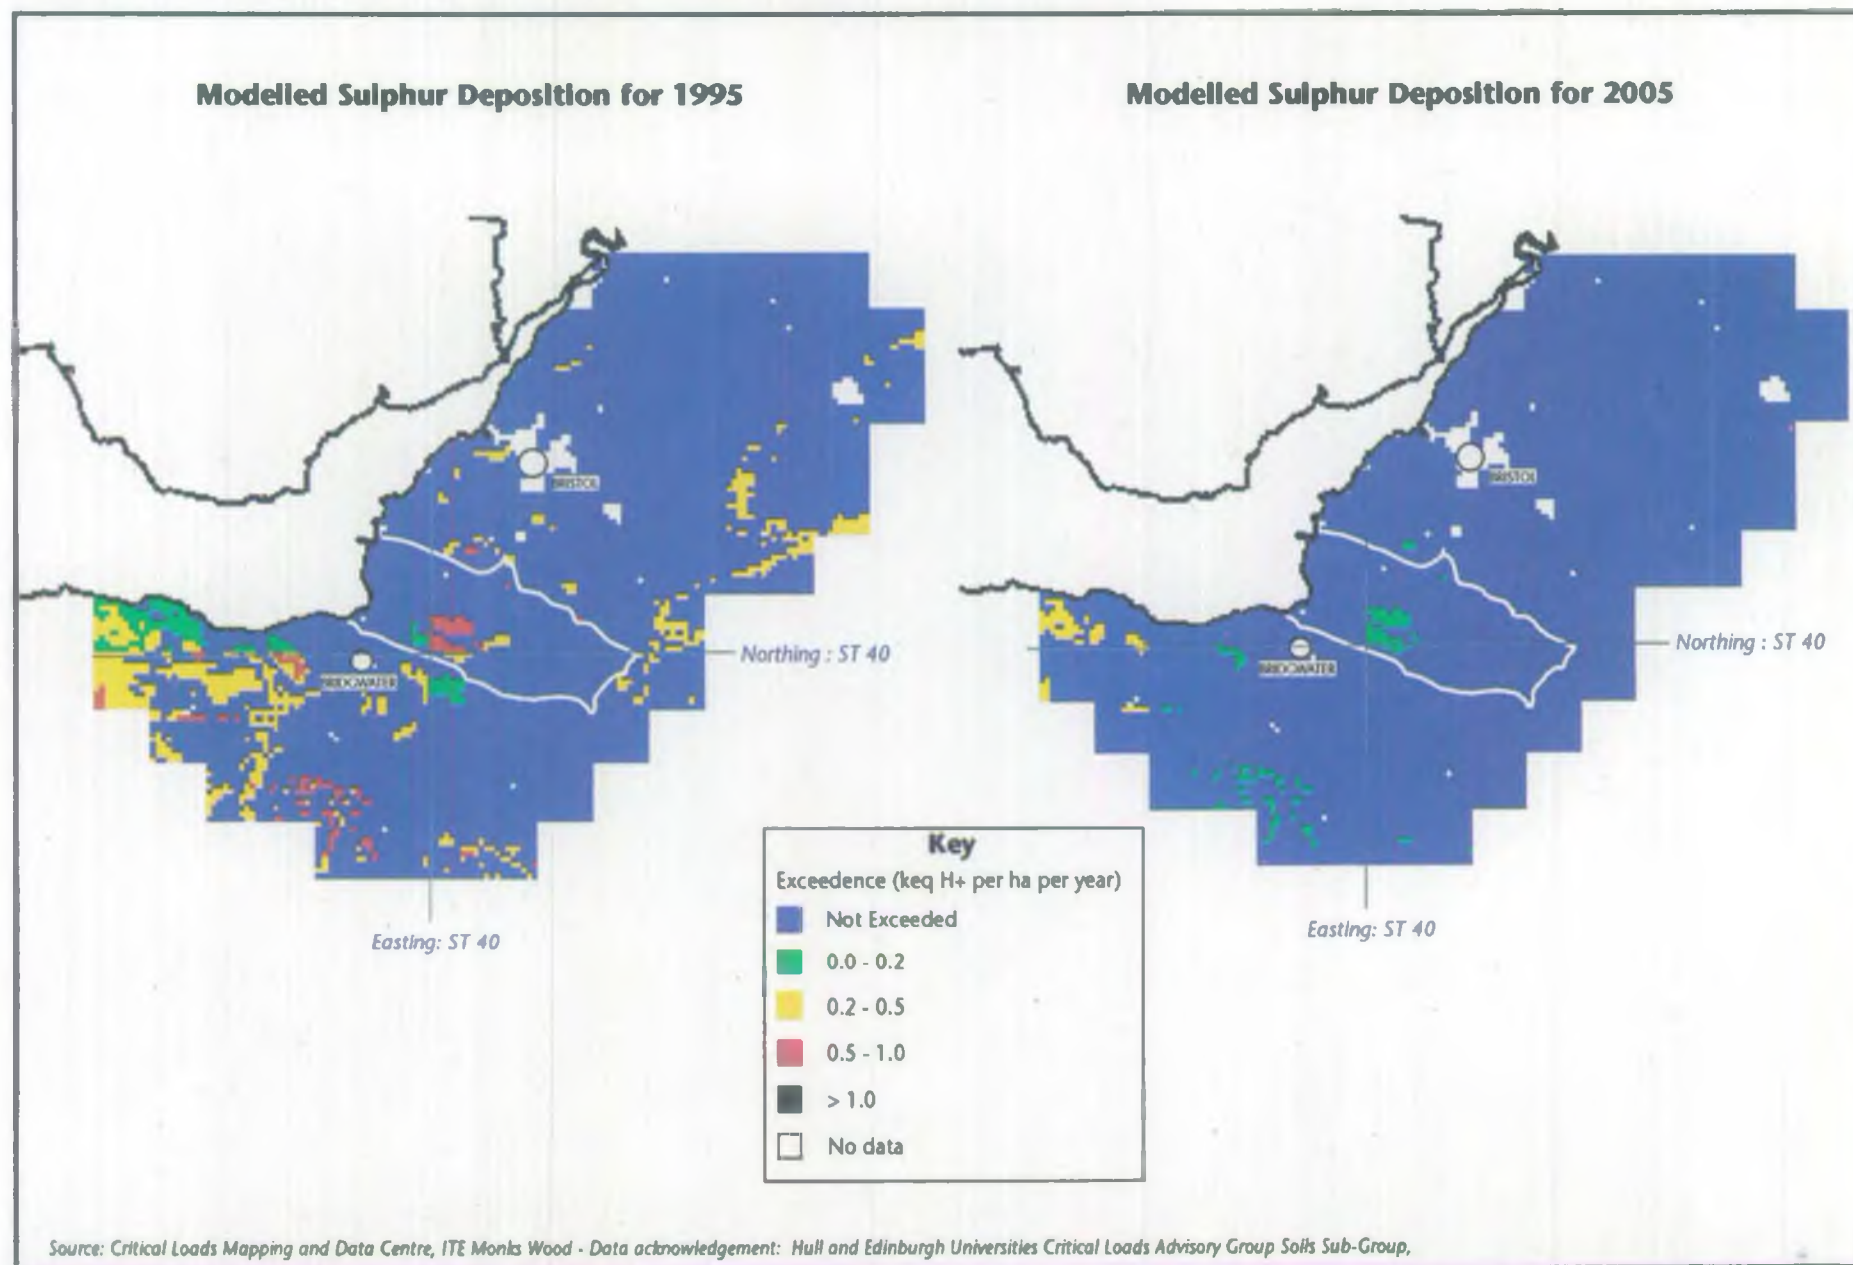 Modelled Sulphur Deposition for 1995
Modelled Sulphur Deposition for 2005
BRISTOL
BRIDGWATER
Northing : ST 40
Easting: ST 40
BRISTOL
BRIDGWATER
Northing : ST 40
Easting: ST 40
Key
Exceedence (keq H+ per ha per year)
Not Exceeded
0.0 - 0.2
0.2 - 0.5
0.5 - 1.0
> 1.0
No data
Source: Critical Loads Mapping and Data Centre, ITE Monks Wood - Data acknowledgement: Hull and Edinburgh Universities Critical Loads Advisory Group Soils Sub-Group,